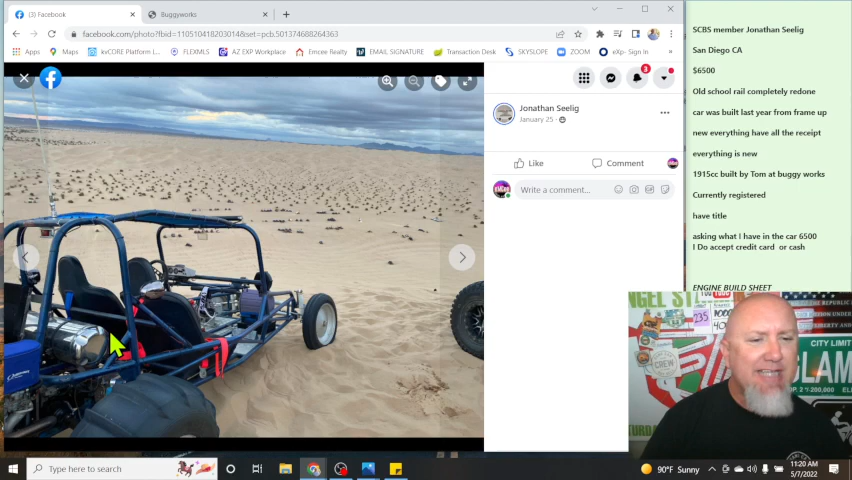 (3) Facebook
Buggyworks
facebook.com/photo?fbid=1105104182030148&set=pcb.501374688264363
Apps
Maps
kvCORE Platform I...
FLEXMLS
AZ EXP Workplace
Emcee Realty
EMAIL SIGNATURE
Transaction Desk
SKYSLOPE
ZOOM
eXp- Sign In
3
Jonathan Seelig
January 25
Like
Comment
Write a comment...
SCBS member Jonathan Seelig
San Diego CA
$6500
Old school rail completely redone
car was built last year from frame up
new everything have all the receipt
everything is new
1915cc built by Tom at buggy works
Currently registered
have title
asking what I have in the car 6500
I Do accept credit card or cash
ENGINE BUILD SHEET
235
CREW
CITY LIMIT
Type here to search
90°F Sunny
11:20 AM
5/7/2022